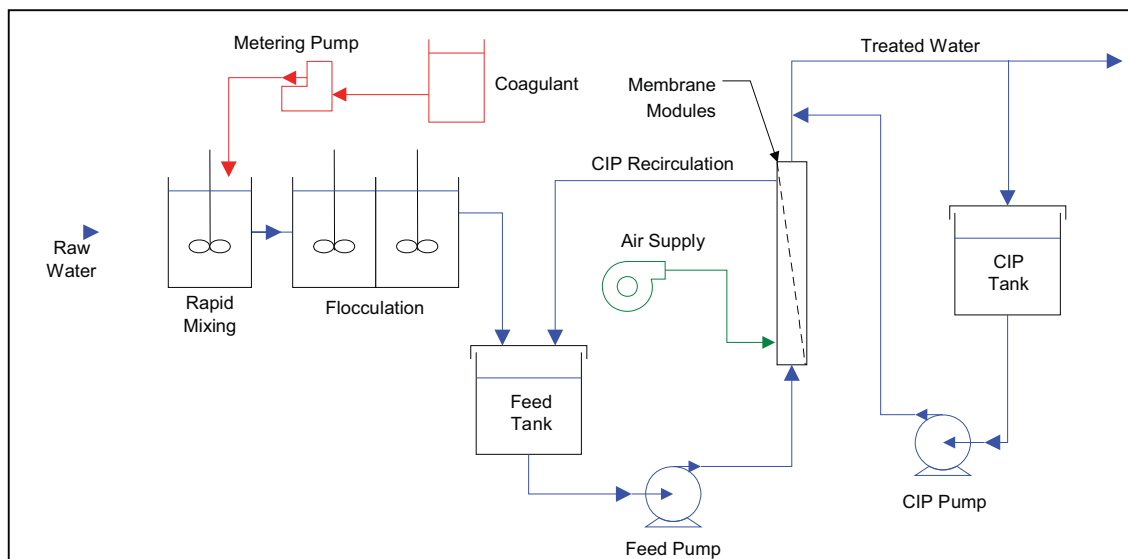 Metering Pump
Coagulant
Treated Water
Membrane
Modules
CIP Recirculation
Raw
Water
Rapid
Mixing
Flocculation
Air Supply
CIP
Tank
Feed
Tank
Feed Pump
CIP Pump